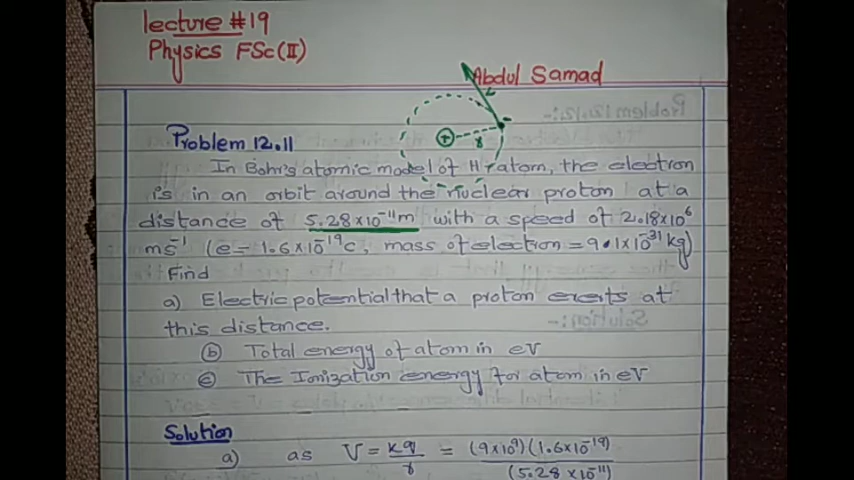 lecture #19
Physics FSc(II)
Abdul Samad
Problem 12.11
In Bohr's atomic model of H-atom, the electron
is in an orbit around the nuclear proton at a
distance of 5.28×10⁻¹¹m with a speed of 2.18×10⁶
ms⁻¹ (e = 1.6×10⁻¹⁹C, mass of election = 9.1×10⁻³¹kg)
Find
a) Electric potential that a proton exerts at
this distance.
(b) Total energy of atom in eV
(c) The Ionization energy for atom in eV
Solution
a) as V = kq/r = (9×10⁹)(1.6×10⁻¹⁹)/(5.28×10⁻¹¹)